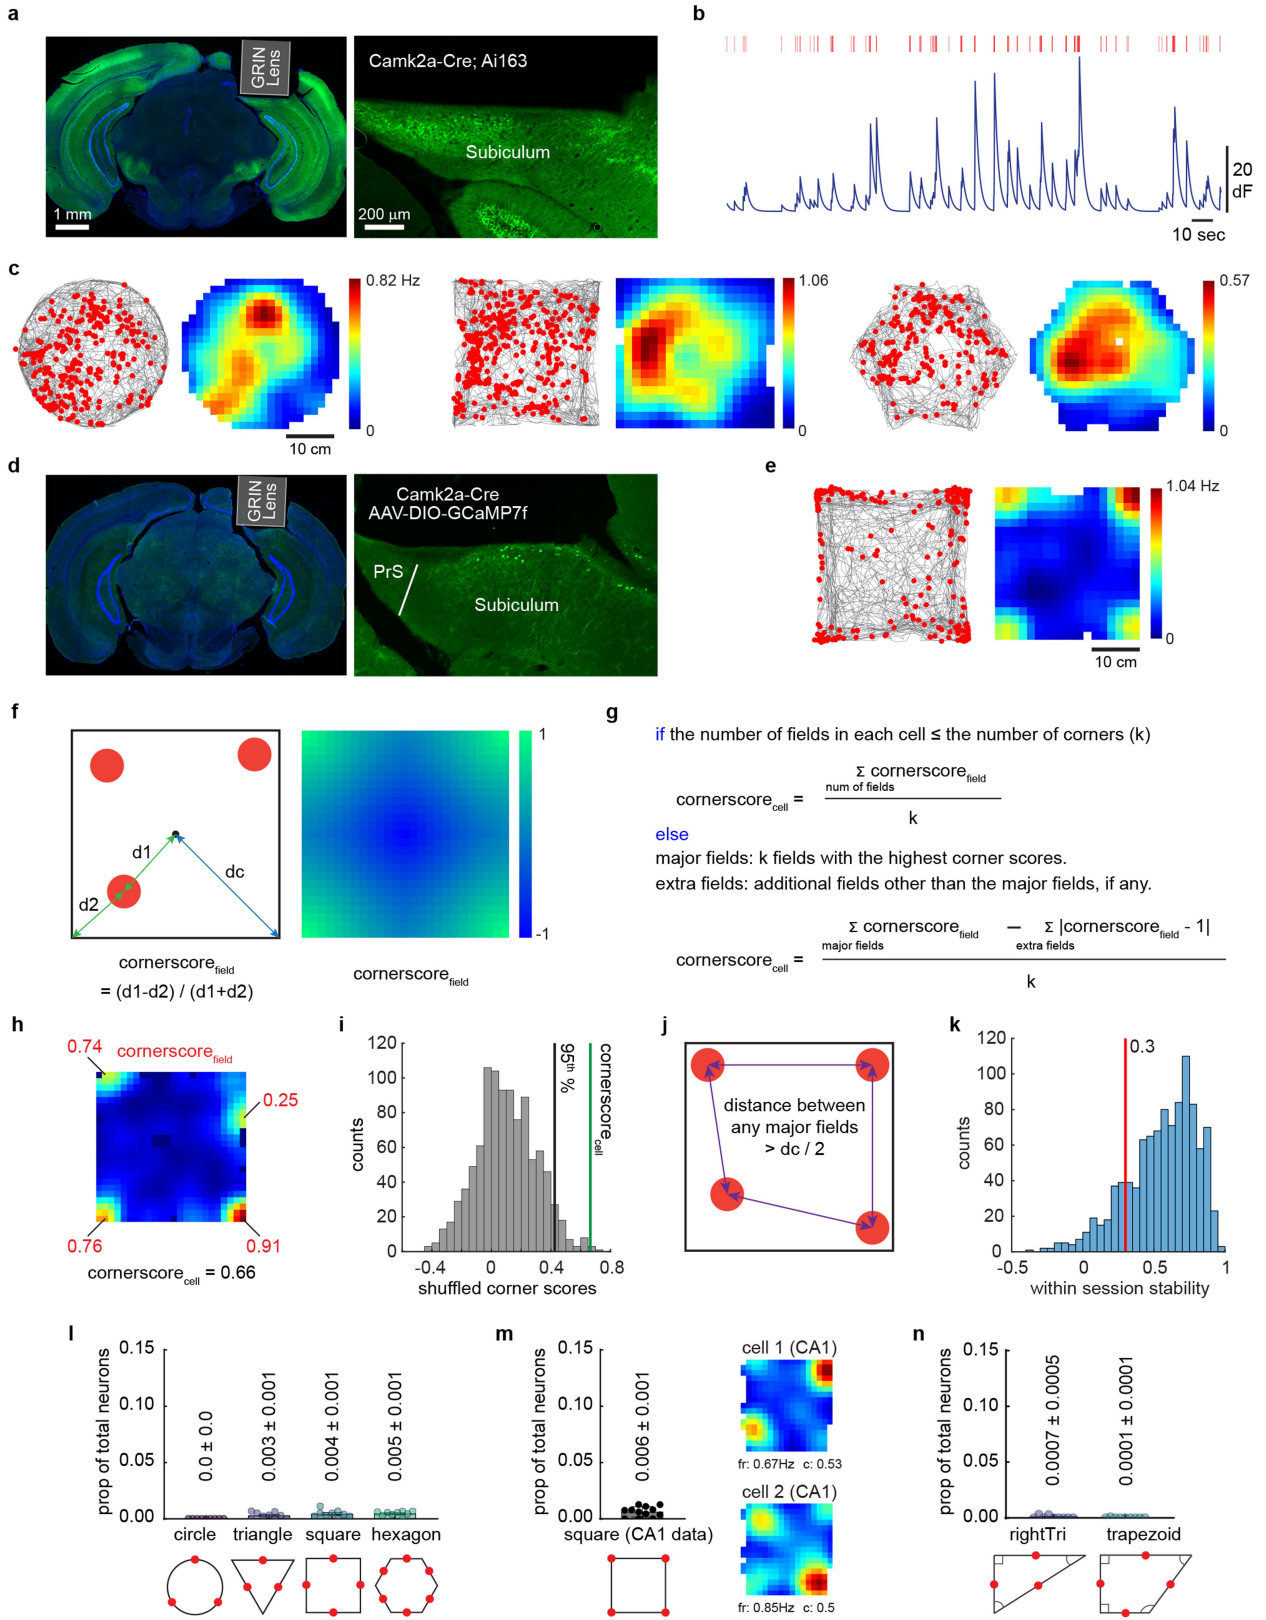 a
GRIN Lens
1 mm
Camk2a-Cre; Ai163
Subiculum
200 µm
b
20
dF
10 sec
c
0.82 Hz
0
10 cm
1.06
0
0.57
0
d
GRIN Lens
Camk2a-Cre
AAV-DIO-GCaMP7f
PrS
Subiculum
e
1.04 Hz
0
10 cm
f
d1
dc
d2
cornerscore_field
= (d1-d2) / (d1+d2)
1
-1
cornerscore_field
g
if the number of fields in each cell ≤ the number of corners (k)
cornerscore_cell = Σ cornerscore_field
num of fields
k
else
major fields: k fields with the highest corner scores.
extra fields: additional fields other than the major fields, if any.
cornerscore_cell = Σ cornerscore_field − Σ |cornerscore_field - 1|
major fields extra fields
k
h
0.74
cornerscore_field
0.25
0.76
0.91
cornerscore_cell = 0.66
i
120
100
80
60
40
20
0
counts
-0.4 0 0.4 0.8
shuffled corner scores
95th %
cornerscore_cell
j
distance between
any major fields
> dc / 2
k
120
100
80
60
40
20
0
counts
0.3
-0.5 0 0.5 1
within session stability
l
prop of total neurons
0.15
0.10
0.05
0.00
0.0 ± 0.0
0.003 ± 0.001
0.004 ± 0.001
0.005 ± 0.001
circle triangle square hexagon
m
prop of total neurons
0.15
0.10
0.05
0.00
0.006 ± 0.001
square (CA1 data)
cell 1 (CA1)
fr: 0.67Hz c: 0.53
cell 2 (CA1)
fr: 0.85Hz c: 0.5
n
prop of total neurons
0.15
0.10
0.05
0.00
0.0007 ± 0.0005
0.0001 ± 0.0001
rightTri trapezoid